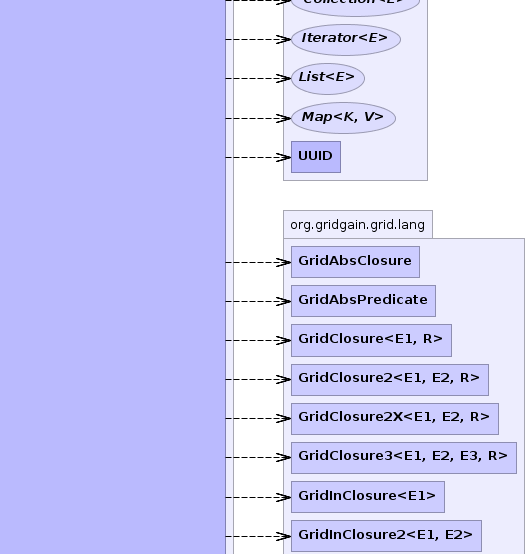 Collection<E>
Iterator<E>
List<E>
Map<K, V>
UUID
org.gridgain.grid.lang
GridAbsClosure
GridAbsPredicate
GridClosure<E1, R>
GridClosure2<E1, E2, R>
GridClosure2X<E1, E2, R>
GridClosure3<E1, E2, E3, R>
GridInClosure<E1>
GridInClosure2<E1, E2>